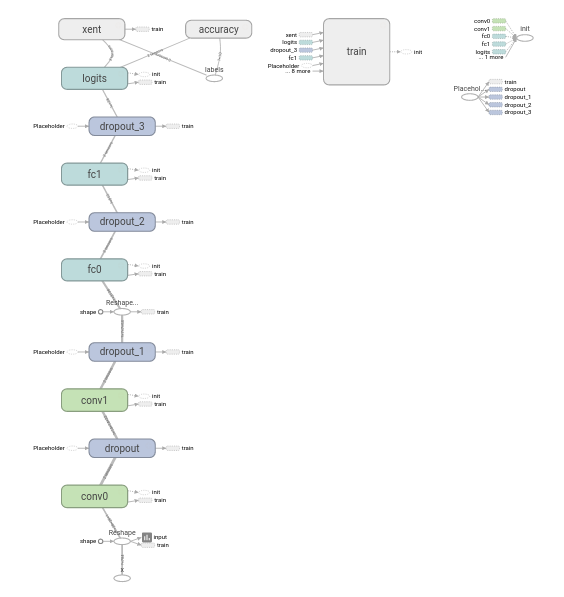 xent
train
accuracy
labels
logits
init
train
Placeholder
dropout_3
train
fc1
init
train
Placeholder
dropout_2
train
fc0
init
train
Reshape...
shape
train
Placeholder
dropout_1
train
conv1
init
train
Placeholder
dropout
train
conv0
init
train
Reshape
shape
input
train
xent
logits
dropout_3
fc1
Placeholder
... 8 more
train
init
conv0
conv1
fc0
fc1
logits
... 1 more
init
Placehol...
train
dropout
dropout_1
dropout_2
dropout_3